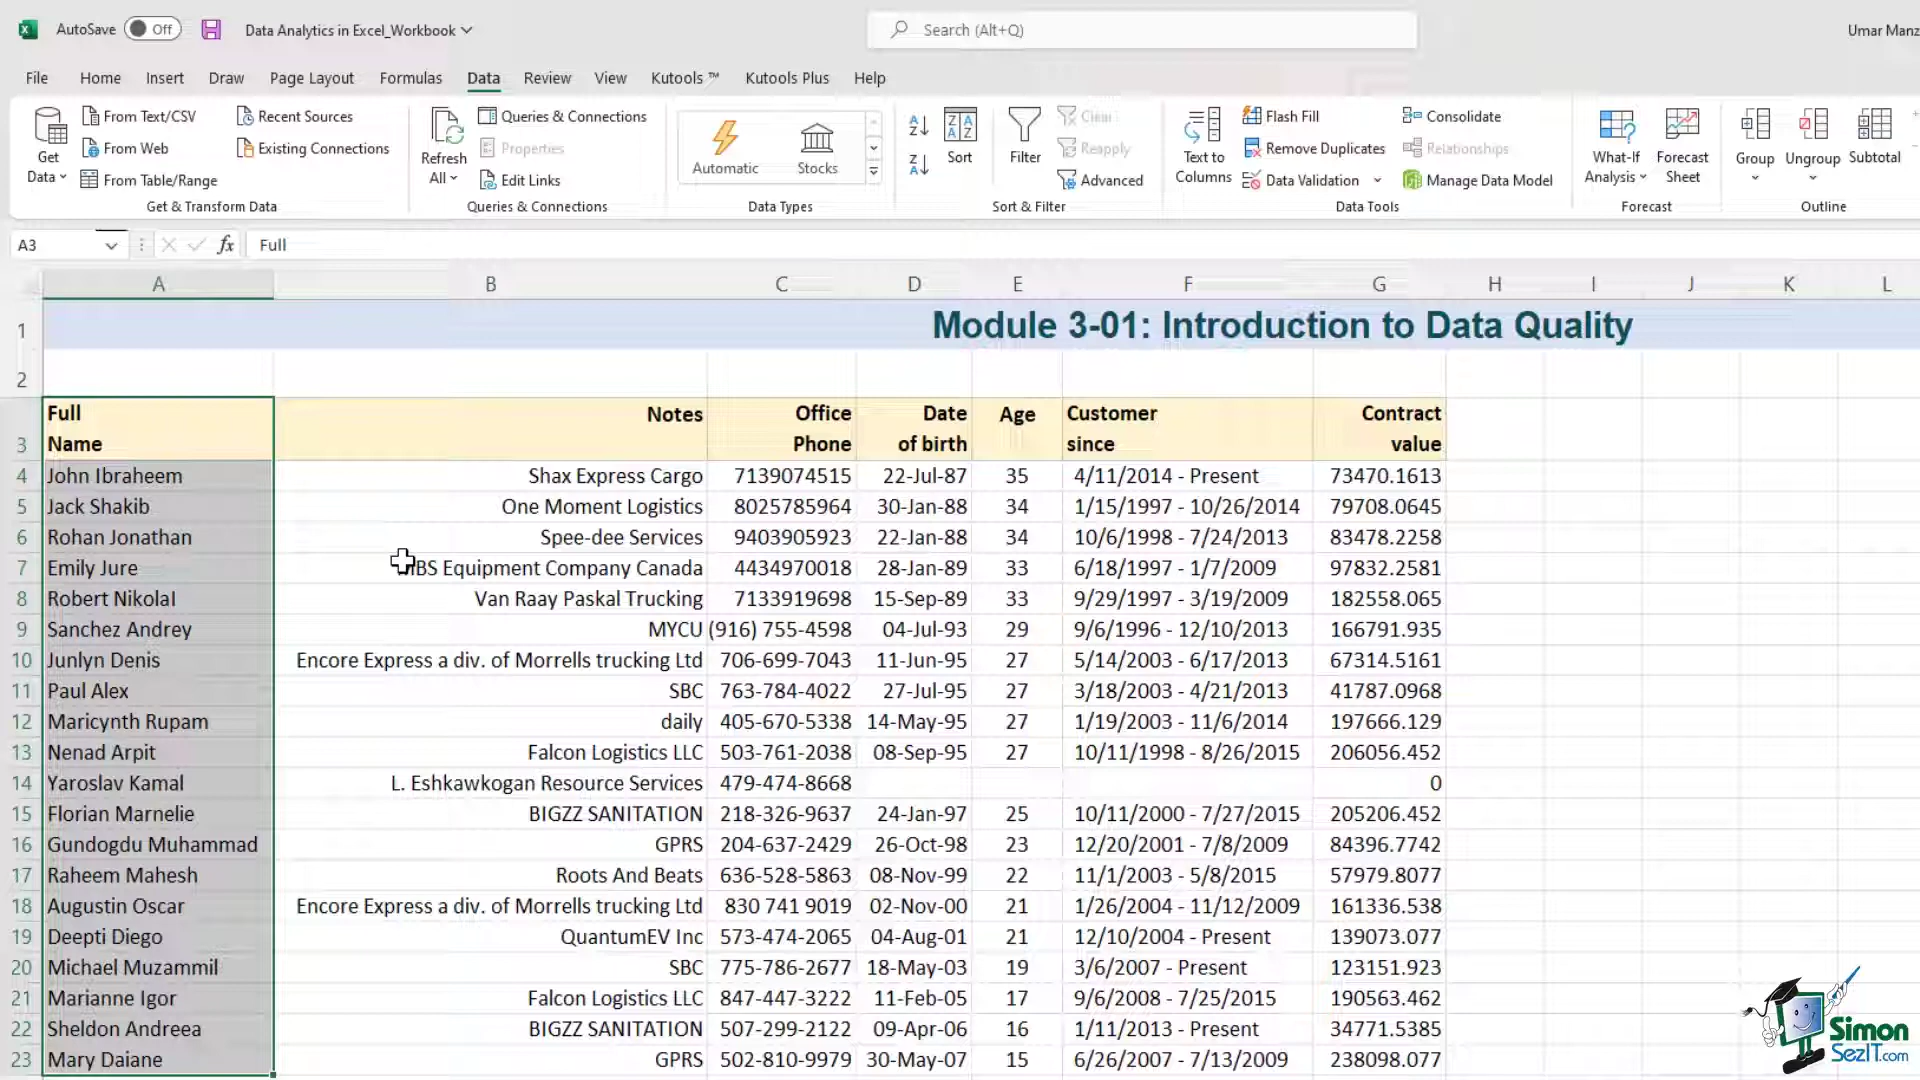 AutoSave Off Data Analytics in Excel_Workbook Search (Alt+Q) Umar Manz
File Home Insert Draw Page Layout Formulas Data Review View Kutools ™ Kutools Plus Help
Get Data From Text/CSV From Web From Table/Range Recent Sources Existing Connections
Refresh All Queries & Connections Properties Edit Links
Automatic Stocks
Sort Filter Clear Reapply Advanced
Text to Columns Flash Fill Remove Duplicates Data Validation Consolidate Relationships Manage Data Model
What-If Analysis Forecast Sheet Group Ungroup Subtotal
Get & Transform Data Queries & Connections Data Types Sort & Filter Data Tools Forecast Outline
A3 fx Full
A B C D E F G H I J K L
1 Module 3-01: Introduction to Data Quality
2
3 Full Name Notes Office Phone Date of birth Age Customer since Contract value
4 John Ibraheem Shax Express Cargo 7139074515 22-Jul-87 35 4/11/2014 - Present 73470.1613
5 Jack Shakib One Moment Logistics 8025785964 30-Jan-88 34 1/15/1997 - 10/26/2014 79708.0645
6 Rohan Jonathan Spee-dee Services 9403905923 22-Jan-88 34 10/6/1998 - 7/24/2013 83478.2258
7 Emily Jure Equipment Company Canada 4434970018 28-Jan-89 33 6/18/1997 - 1/7/2009 97832.2581
8 Robert Nikolal Van Raay Paskal Trucking 7133919698 15-Sep-89 33 9/29/1997 - 3/19/2009 182558.065
9 Sanchez Andrey MYCU (916) 755-4598 04-Jul-93 29 9/6/1996 - 12/10/2013 166791.935
10 Junlyn Denis Encore Express a div. of Morrells trucking Ltd 706-699-7043 11-Jun-95 27 5/14/2003 - 6/17/2013 67314.5161
11 Paul Alex SBC 763-784-4022 27-Jul-95 27 3/18/2003 - 4/21/2013 41787.0968
12 Maricynth Rupam daily 405-670-5338 14-May-95 27 1/19/2003 - 11/6/2014 197666.129
13 Nenad Arpit Falcon Logistics LLC 503-761-2038 08-Sep-95 27 10/11/1998 - 8/26/2015 206056.452
14 Yaroslav Kamal L. Eshkawkogan Resource Services 479-474-8668 0
15 Florian Marnelie BIGZZ SANITATION 218-326-9637 24-Jan-97 25 10/11/2000 - 7/27/2015 205206.452
16 Gundogdu Muhammad GPRS 204-637-2429 26-Oct-98 23 12/20/2001 - 7/8/2009 84396.7742
17 Raheem Mahesh Roots And Beats 636-528-5863 08-Nov-99 22 11/1/2003 - 5/8/2015 57979.8077
18 Augustin Oscar Encore Express a div. of Morrells trucking Ltd 830 741 9019 02-Nov-00 21 1/26/2004 - 11/12/2009 161336.538
19 Deepti Diego QuantumEV Inc 573-474-2065 04-Aug-01 21 12/10/2004 - Present 139073.077
20 Michael Muzammil SBC 775-786-2677 18-May-03 19 3/6/2007 - Present 123151.923
21 Marianne Igor Falcon Logistics LLC 847-447-3222 11-Feb-05 17 9/6/2008 - 7/25/2015 190563.462
22 Sheldon Andreea BIGZZ SANITATION 507-299-2122 09-Apr-06 16 1/11/2013 - Present 34771.5385
23 Mary Daiane GPRS 502-810-9979 30-May-07 15 6/26/2007 - 7/13/2009 238098.077
Simon
SezIT.com